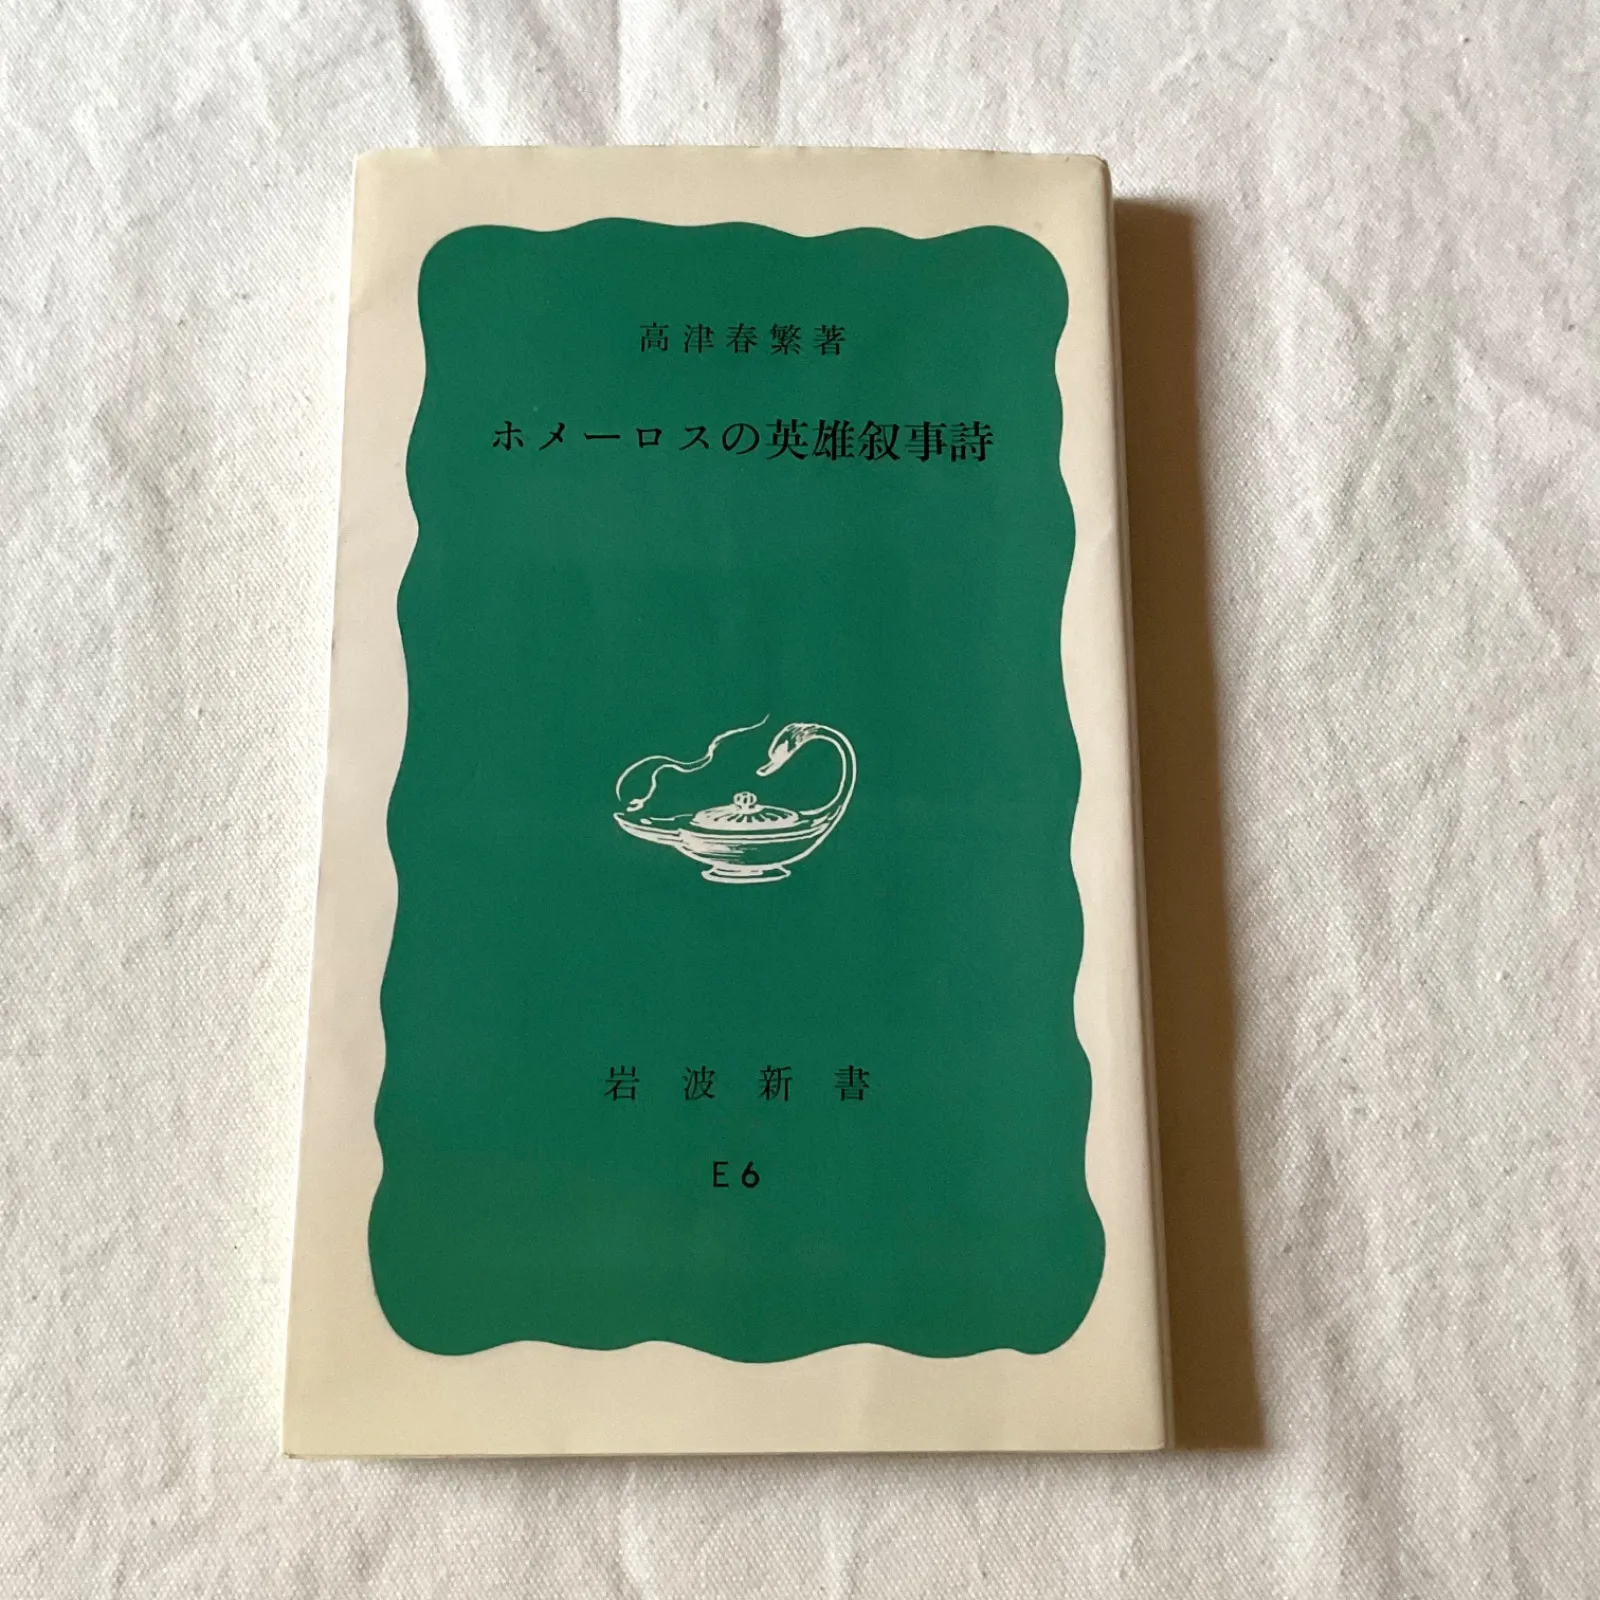 高津春繁著
ホメーロスの英雄叙事詩
岩波新書
E6